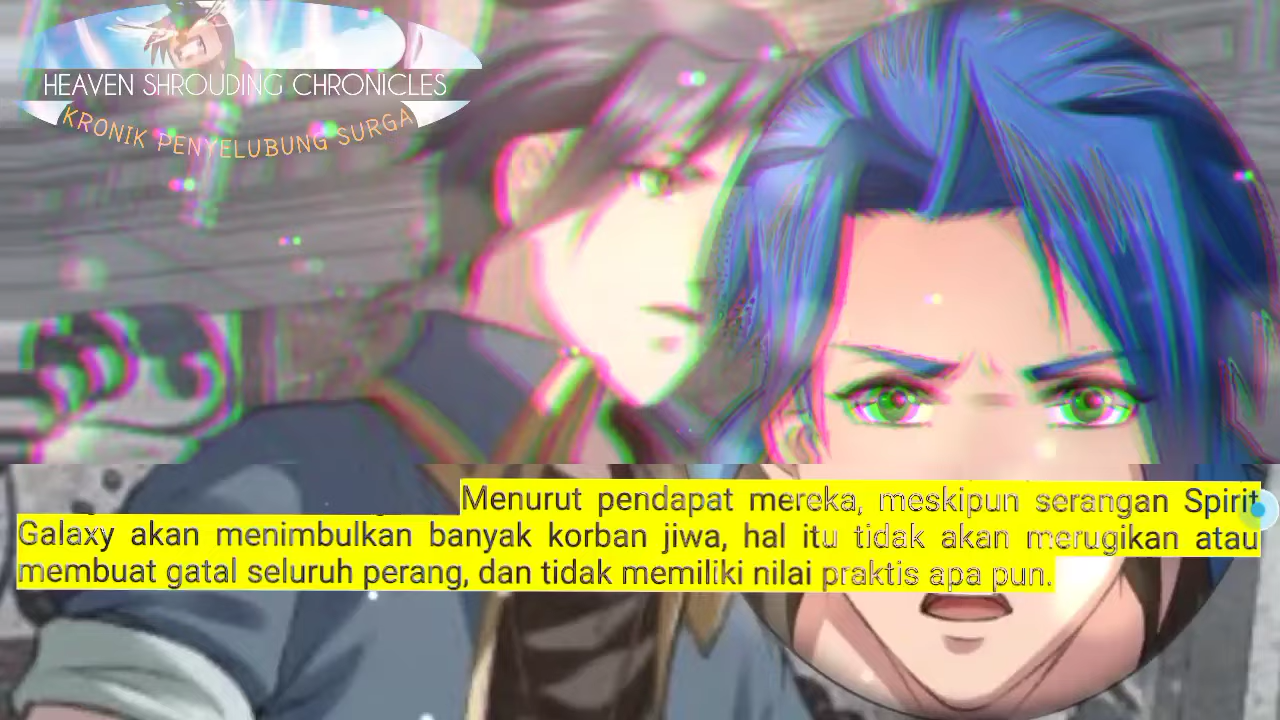 HEAVEN SHROUDING CHRONICLES
KRONIK PENYELUBUNG SURGA
Menurut pendapat mereka, meskipun serangan Spirit
Galaxy akan menimbulkan banyak korban jiwa, hal itu tidak akan merugikan atau
membuat gatal seluruh perang, dan tidak memiliki nilai praktis apa pun.